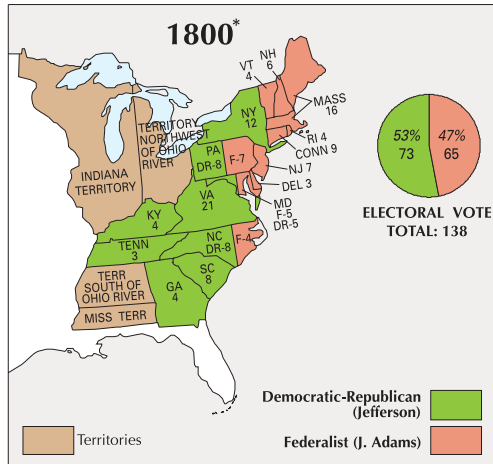 1800*
NH
6
VT
4
MASS
16
NY
12
RI 4
CONN 9
TERRITORY
NORTHWEST
OF OHIO
RIVER
PA
DR-8
F-7
NJ 7
DEL 3
MD
F-5
DR-5
INDIANA
TERRITORY
VA
21
KY
4
TENN
3
NC
DR-8
F-4
SC
8
GA
4
TERR
SOUTH OF
OHIO RIVER
MISS TERR
53%
73
47%
65
ELECTORAL VOTE
TOTAL: 138
Democratic-Republican
(Jefferson)
Federalist (J. Adams)
Territories